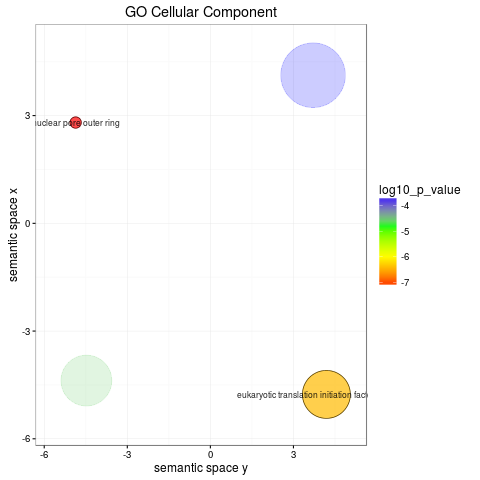 GO Cellular Component
semantic space x
3
0
-3
-6
nuclear pore outer ring
eukaryotic translation initiation fac
-6
-3
0
3
semantic space y
log10_p_value
-4
-5
-6
-7